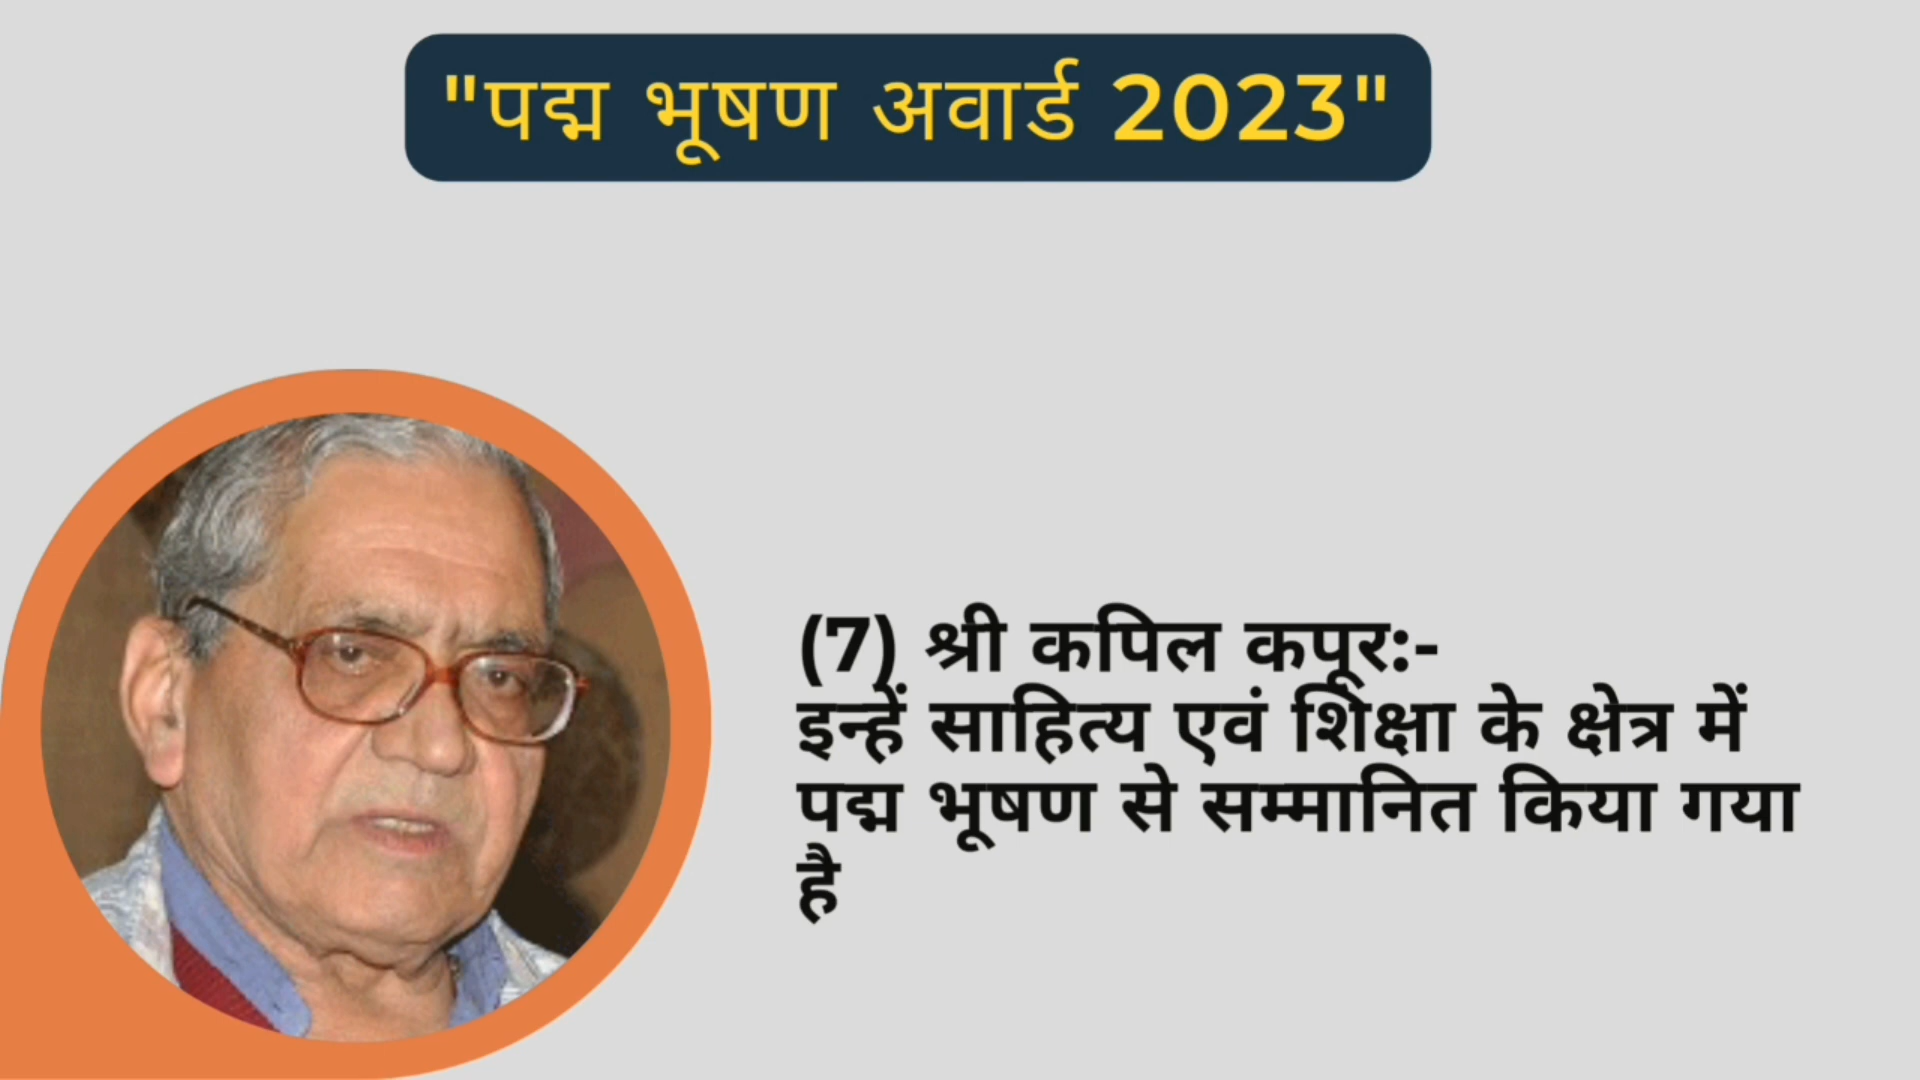 "पद्म भूषण अवार्ड 2023"
(7) श्री कपिल कपूर:-
इन्हें साहित्य एवं शिक्षा के क्षेत्र में
पद्म भूषण से सम्मानित किया गया
है